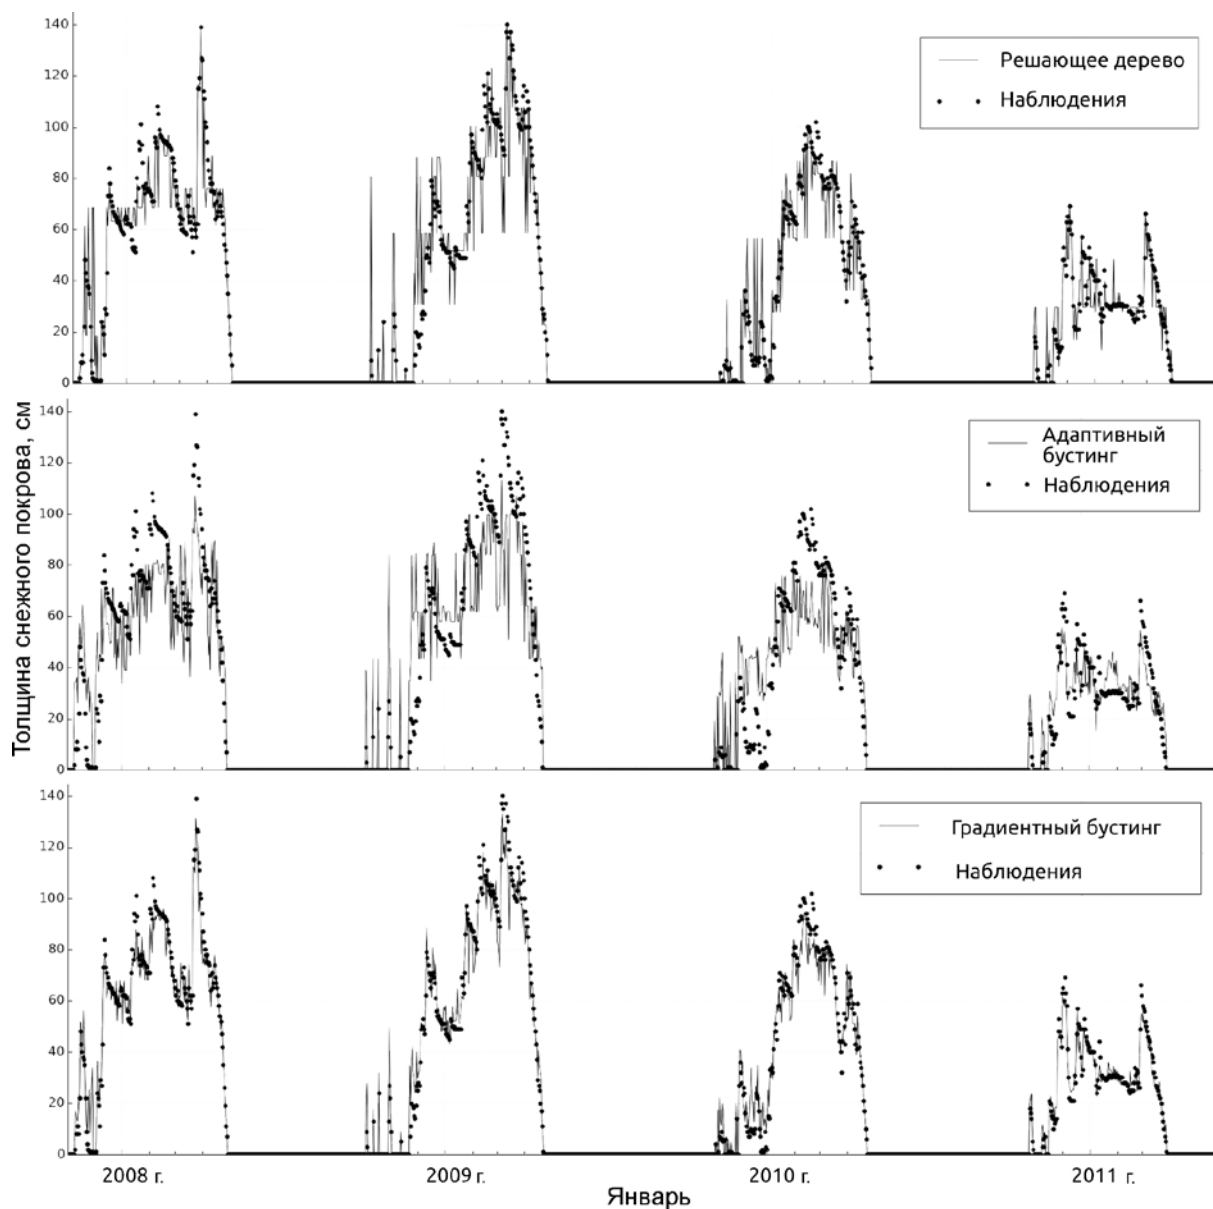 140
120
100
80
60
40
20
0
Решающее дерево
Наблюдения
140
120
100
80
60
40
20
0
Адаптивный
бустинг
Наблюдения
Толщина снежного покрова, см
140
120
100
80
60
40
20
0
Градиентный бустинг
Наблюдения
2008 г.
2009 г.
2010 г.
2011 г.
Январь